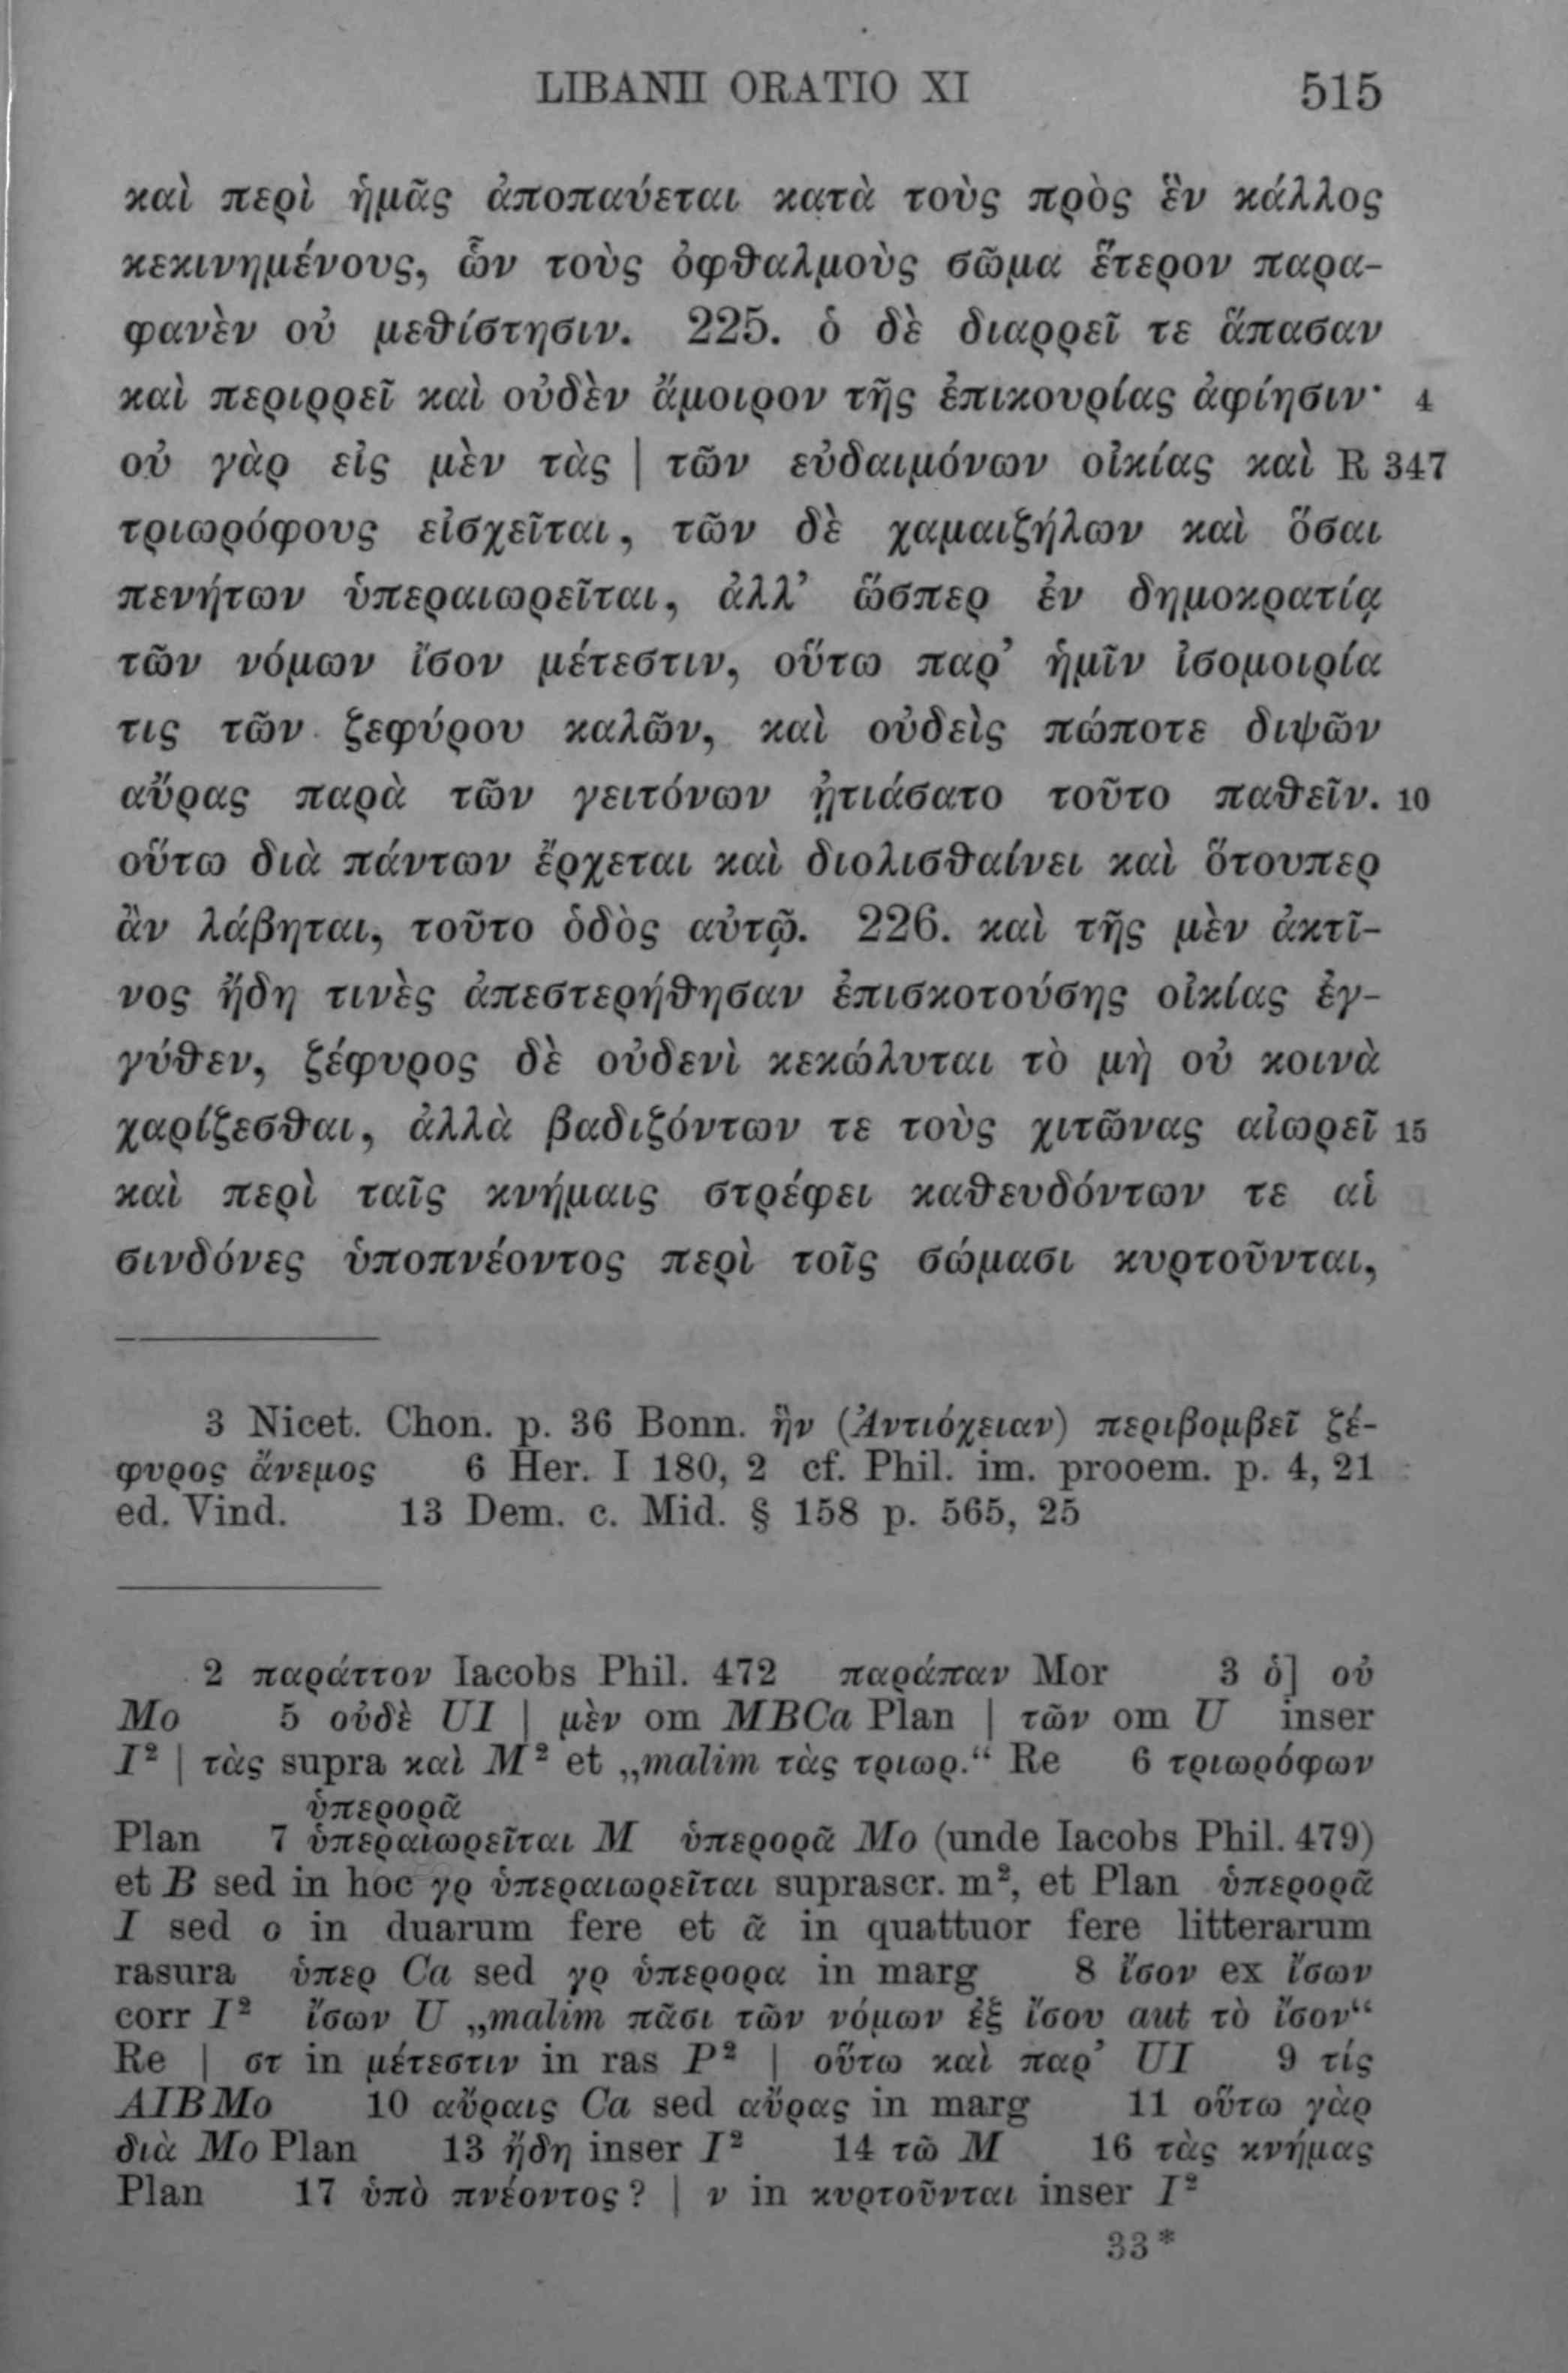 LIBANII ORATIO XI 515
καὶ περὶ ἡμᾶς ἀποπαύεται κατὰ τοὺς πρὸς ἓν κάλλος
κεκινημένους, ὧν τοὺς ὀφθαλμοὺς σῶμα ἕτερον παρα-
φανὲν οὐ μεθίστησιν. 225. ὁ δὲ διαρρεῖ τε ἅπασαν
καὶ περιρρεῖ καὶ οὐδὲν ἄμοιρον τῆς ἐπικουρίας ἀφίησιν· 4
οὐ γὰρ εἰς μὲν τὰς | τῶν εὐδαιμόνων οἰκίας καὶ R 347
τριωρόφους εἰσχεῖται, τῶν δὲ χαμαιζήλων καὶ ὅσαι
πενήτων ὑπεραιωρεῖται, ἀλλ’ ὥσπερ ἐν δημοκρατίᾳ
τῶν νόμων ἴσον μέτεστιν, οὕτω παρ’ ἡμῖν ἰσομοιρία
τις τῶν ζεφύρου καλῶν, καὶ οὐδεὶς πώποτε διψῶν
αὔρας παρὰ τῶν γειτόνων ᾐτιάσατο τοῦτο παθεῖν. 10
οὕτω διὰ πάντων ἔρχεται καὶ διολισθαίνει καὶ ὅτουπερ
ἂν λάβηται, τοῦτο ὁδὸς αὐτῷ. 226. καὶ τῆς μὲν ἀκτῖ-
νος ἤδη τινὲς ἀπεστερήθησαν ἐπισκοτούσης οἰκίας ἐγ-
γύθεν, ζέφυρος δὲ οὐδενὶ κεκώλυται τὸ μὴ οὐ κοινὰ
χαρίζεσθαι, ἀλλὰ βαδιζόντων τε τοὺς χιτῶνας αἰωρεῖ 15
καὶ περὶ ταῖς κνήμαις στρέφει καθευδόντων τε αἱ
σινδόνες ὑποπνέοντος περὶ τοῖς σώμασι κυρτοῦνται,
3 Nicet. Chon. p. 36 Bonn. ἣν (Ἀντιόχειαν) περιβομβεῖ ζέ-
φυρος ἄνεμος 6 Her. I 180, 2 cf. Phil. im. prooem. p. 4, 21
ed. Vind. 13 Dem. c. Mid. § 158 p. 565, 25
2 παράττον Iacobs Phil. 472 παράπαν Mor 3 ὁ] οὐ
Mo 5 οὐδὲ UI | μὲν om MBCa Plan | τῶν om U inser
I² | τὰς supra καὶ M² et „malim τὰς τριωρ.“ Re 6 τριωρόφων
ὑπερορᾶ
Plan 7 ὑπεραιωρεῖται M ὑπερορᾶ Mo (unde Iacobs Phil. 479)
et B sed in hoc γρ ὑπεραιωρεῖται suprascr. m², et Plan ὑπερορᾶ
I sed ο in duarum fere et ᾶ in quattuor fere litterarum
rasura ὑπερ Ca sed γρ ὑπερορα in marg 8 ἴσον ex ἴσων
corr I² ἴσων U „malim πᾶσι τῶν νόμων ἐξ ἴσου aut τὸ ἴσον“
Re | στ in μέτεστιν in ras P² | οὕτω καὶ παρ’ UI 9 τίς
AIBMo 10 αὔραις Ca sed αὔρας in marg 11 οὕτω γὰρ
διὰ Mo Plan 13 ἤδη inser I² 14 τῶ M 16 τὰς κνήμας
Plan 17 ὑπὸ πνέοντος? | ν in κυρτοῦνται inser I²
33*